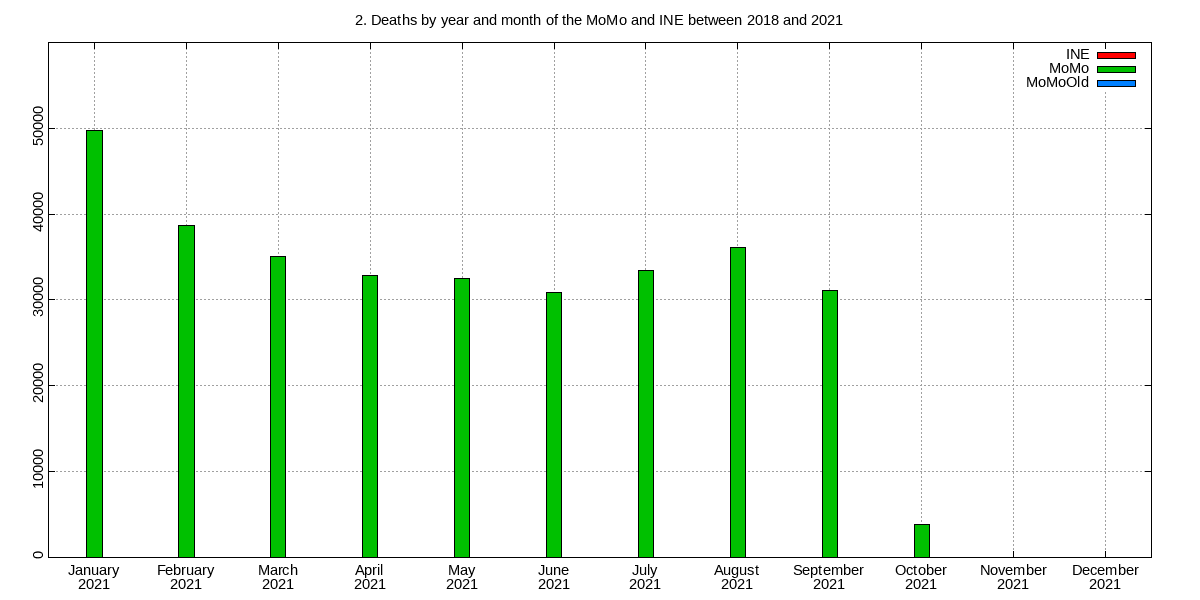 2. Deaths by year and month of the MoMo and INE between 2018 and 2021
INE
MoMo
MoMoOld
50000
40000
30000
20000
10000
0
January February March April May June July August September October November December
2021 2021 2021 2021 2021 2021 2021 2021 2021 2021 2021 2021